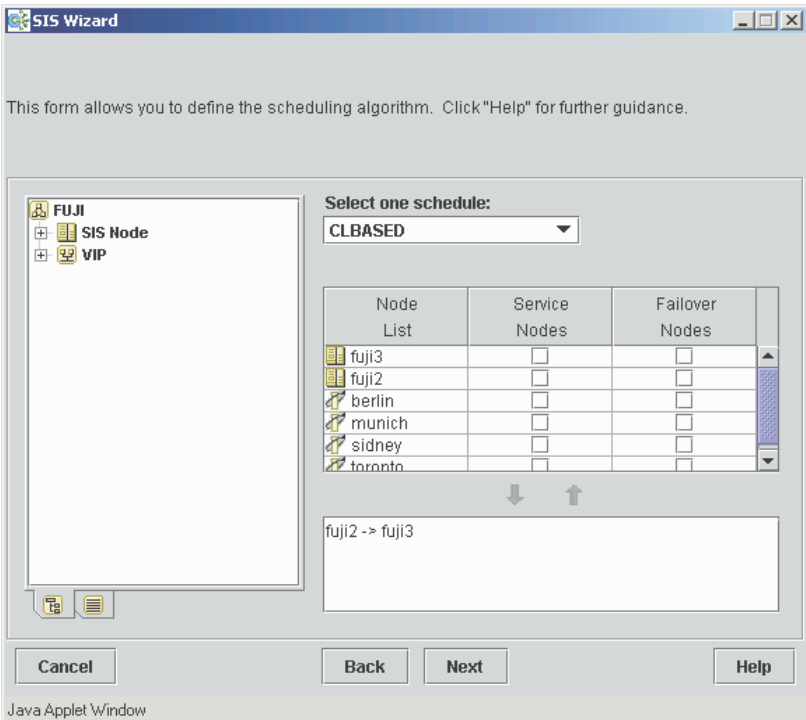 SIS Wizard
This form allows you to define the scheduling algorithm. Click "Help" for further guidance.
FUJI
SIS Node
VIP
Select one schedule:
CLBASED
Node List
Service Nodes
Failover Nodes
fuji3
fuji2
berlin
munich
sidney
toronto
fuji2 -> fuji3
Cancel
Back
Next
Help
Java Applet Window